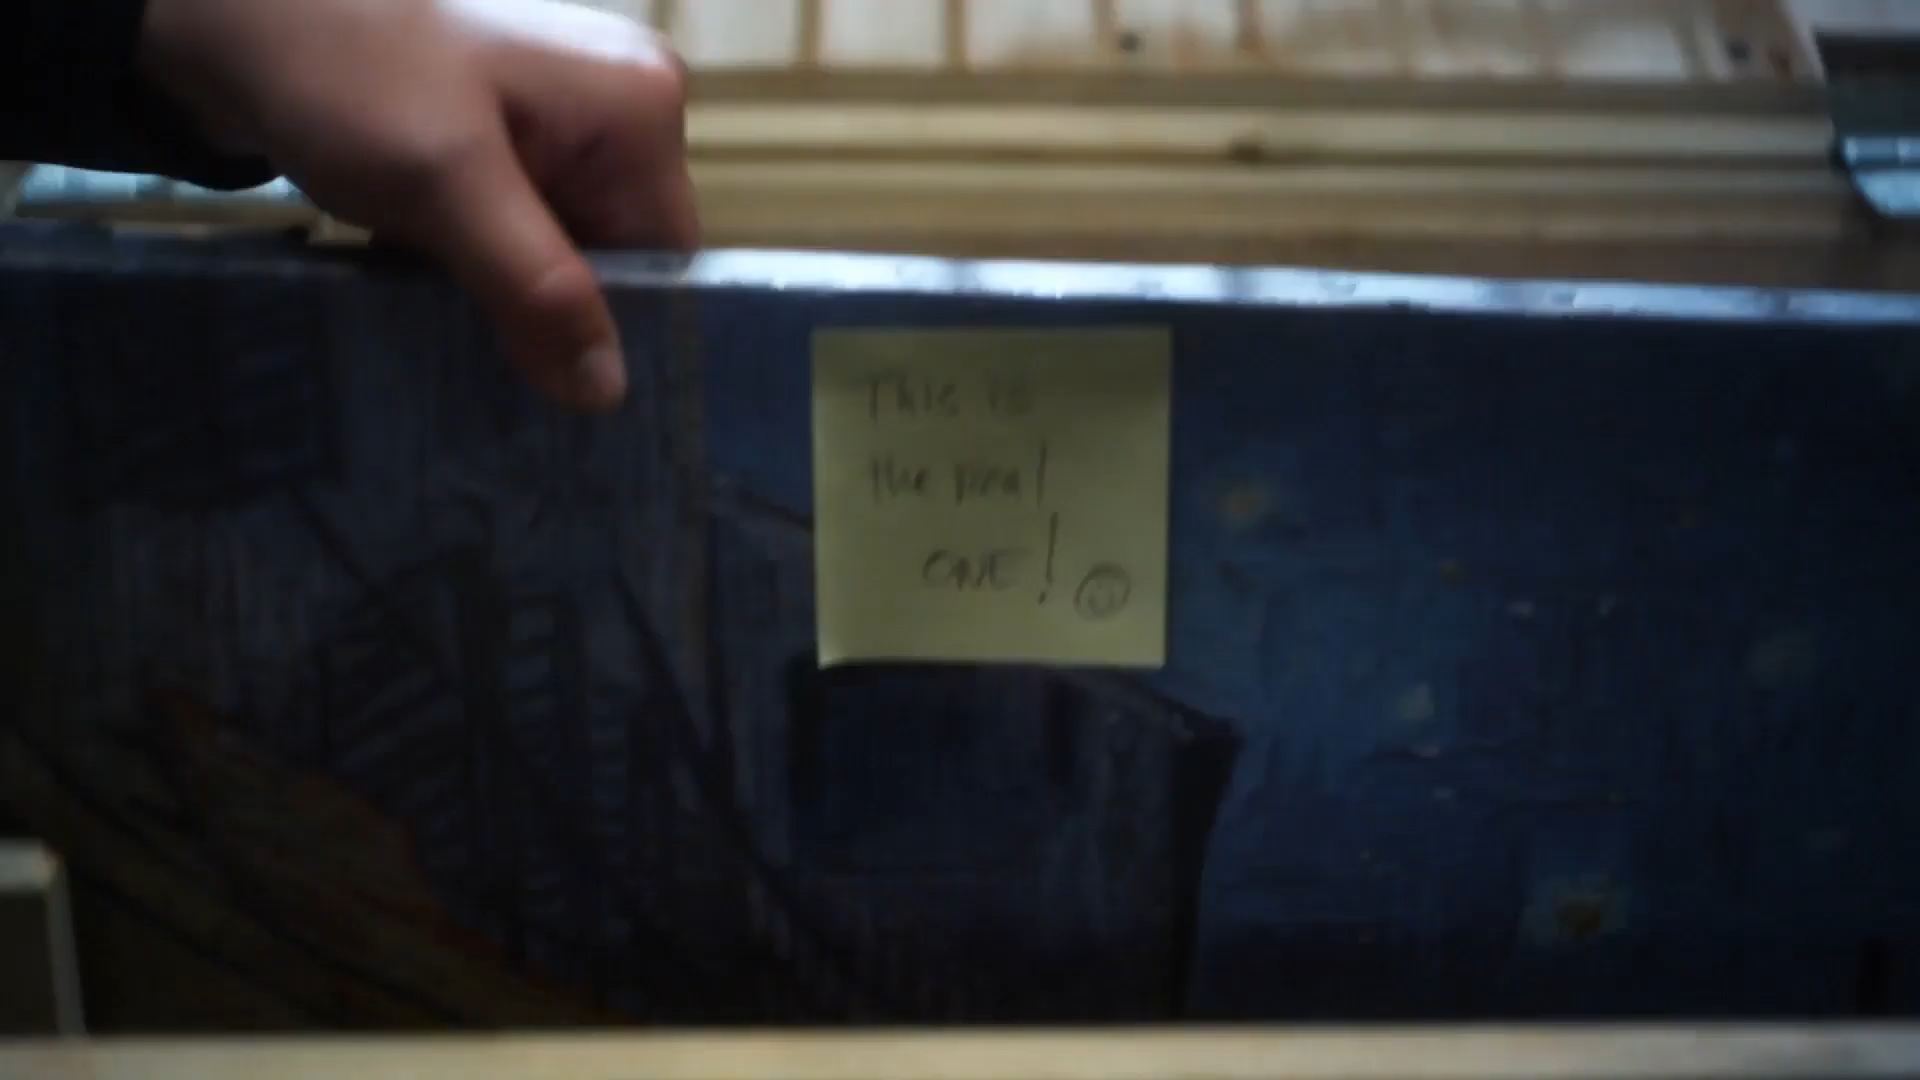 This is
the real
ONE! ☺